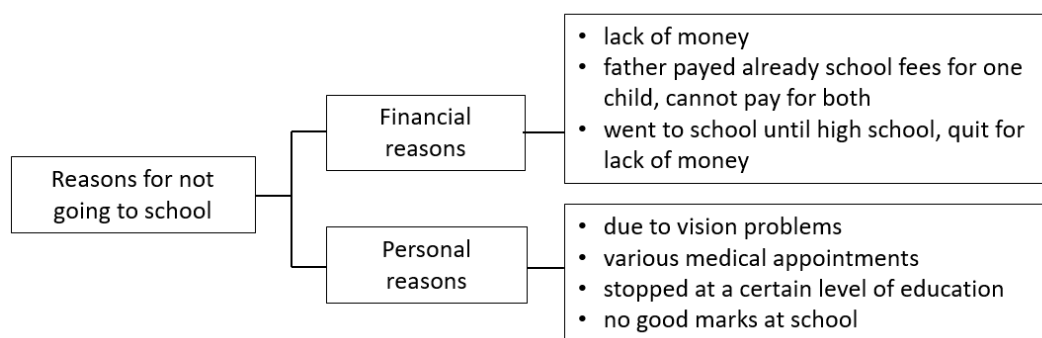 Reasons for not
going to school
Financial
reasons
• lack of money
• father payed already school fees for one
child, cannot pay for both
• went to school until high school, quit for
lack of money
Personal
reasons
• due to vision problems
• various medical appointments
• stopped at a certain level of education
• no good marks at school